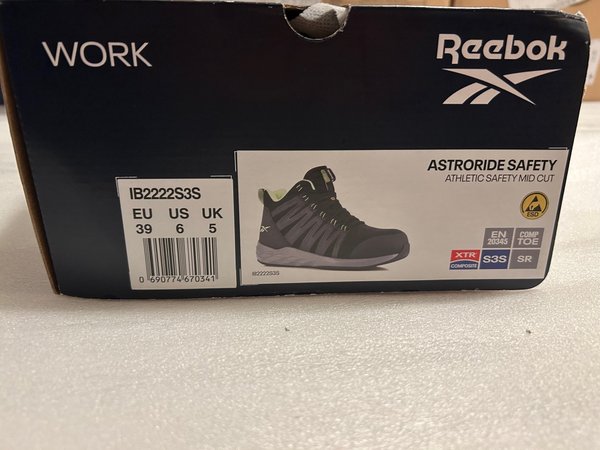 WORK
Reebok
IB2222S3S
EU US UK
39 6 5
0 690774 670341
ASTRORIDE SAFETY
ATHLETIC SAFETY MID CUT
ESD
EN 20345
COMP TOE
XTR COMPOSITE
S3S
SR
IB2222S3S